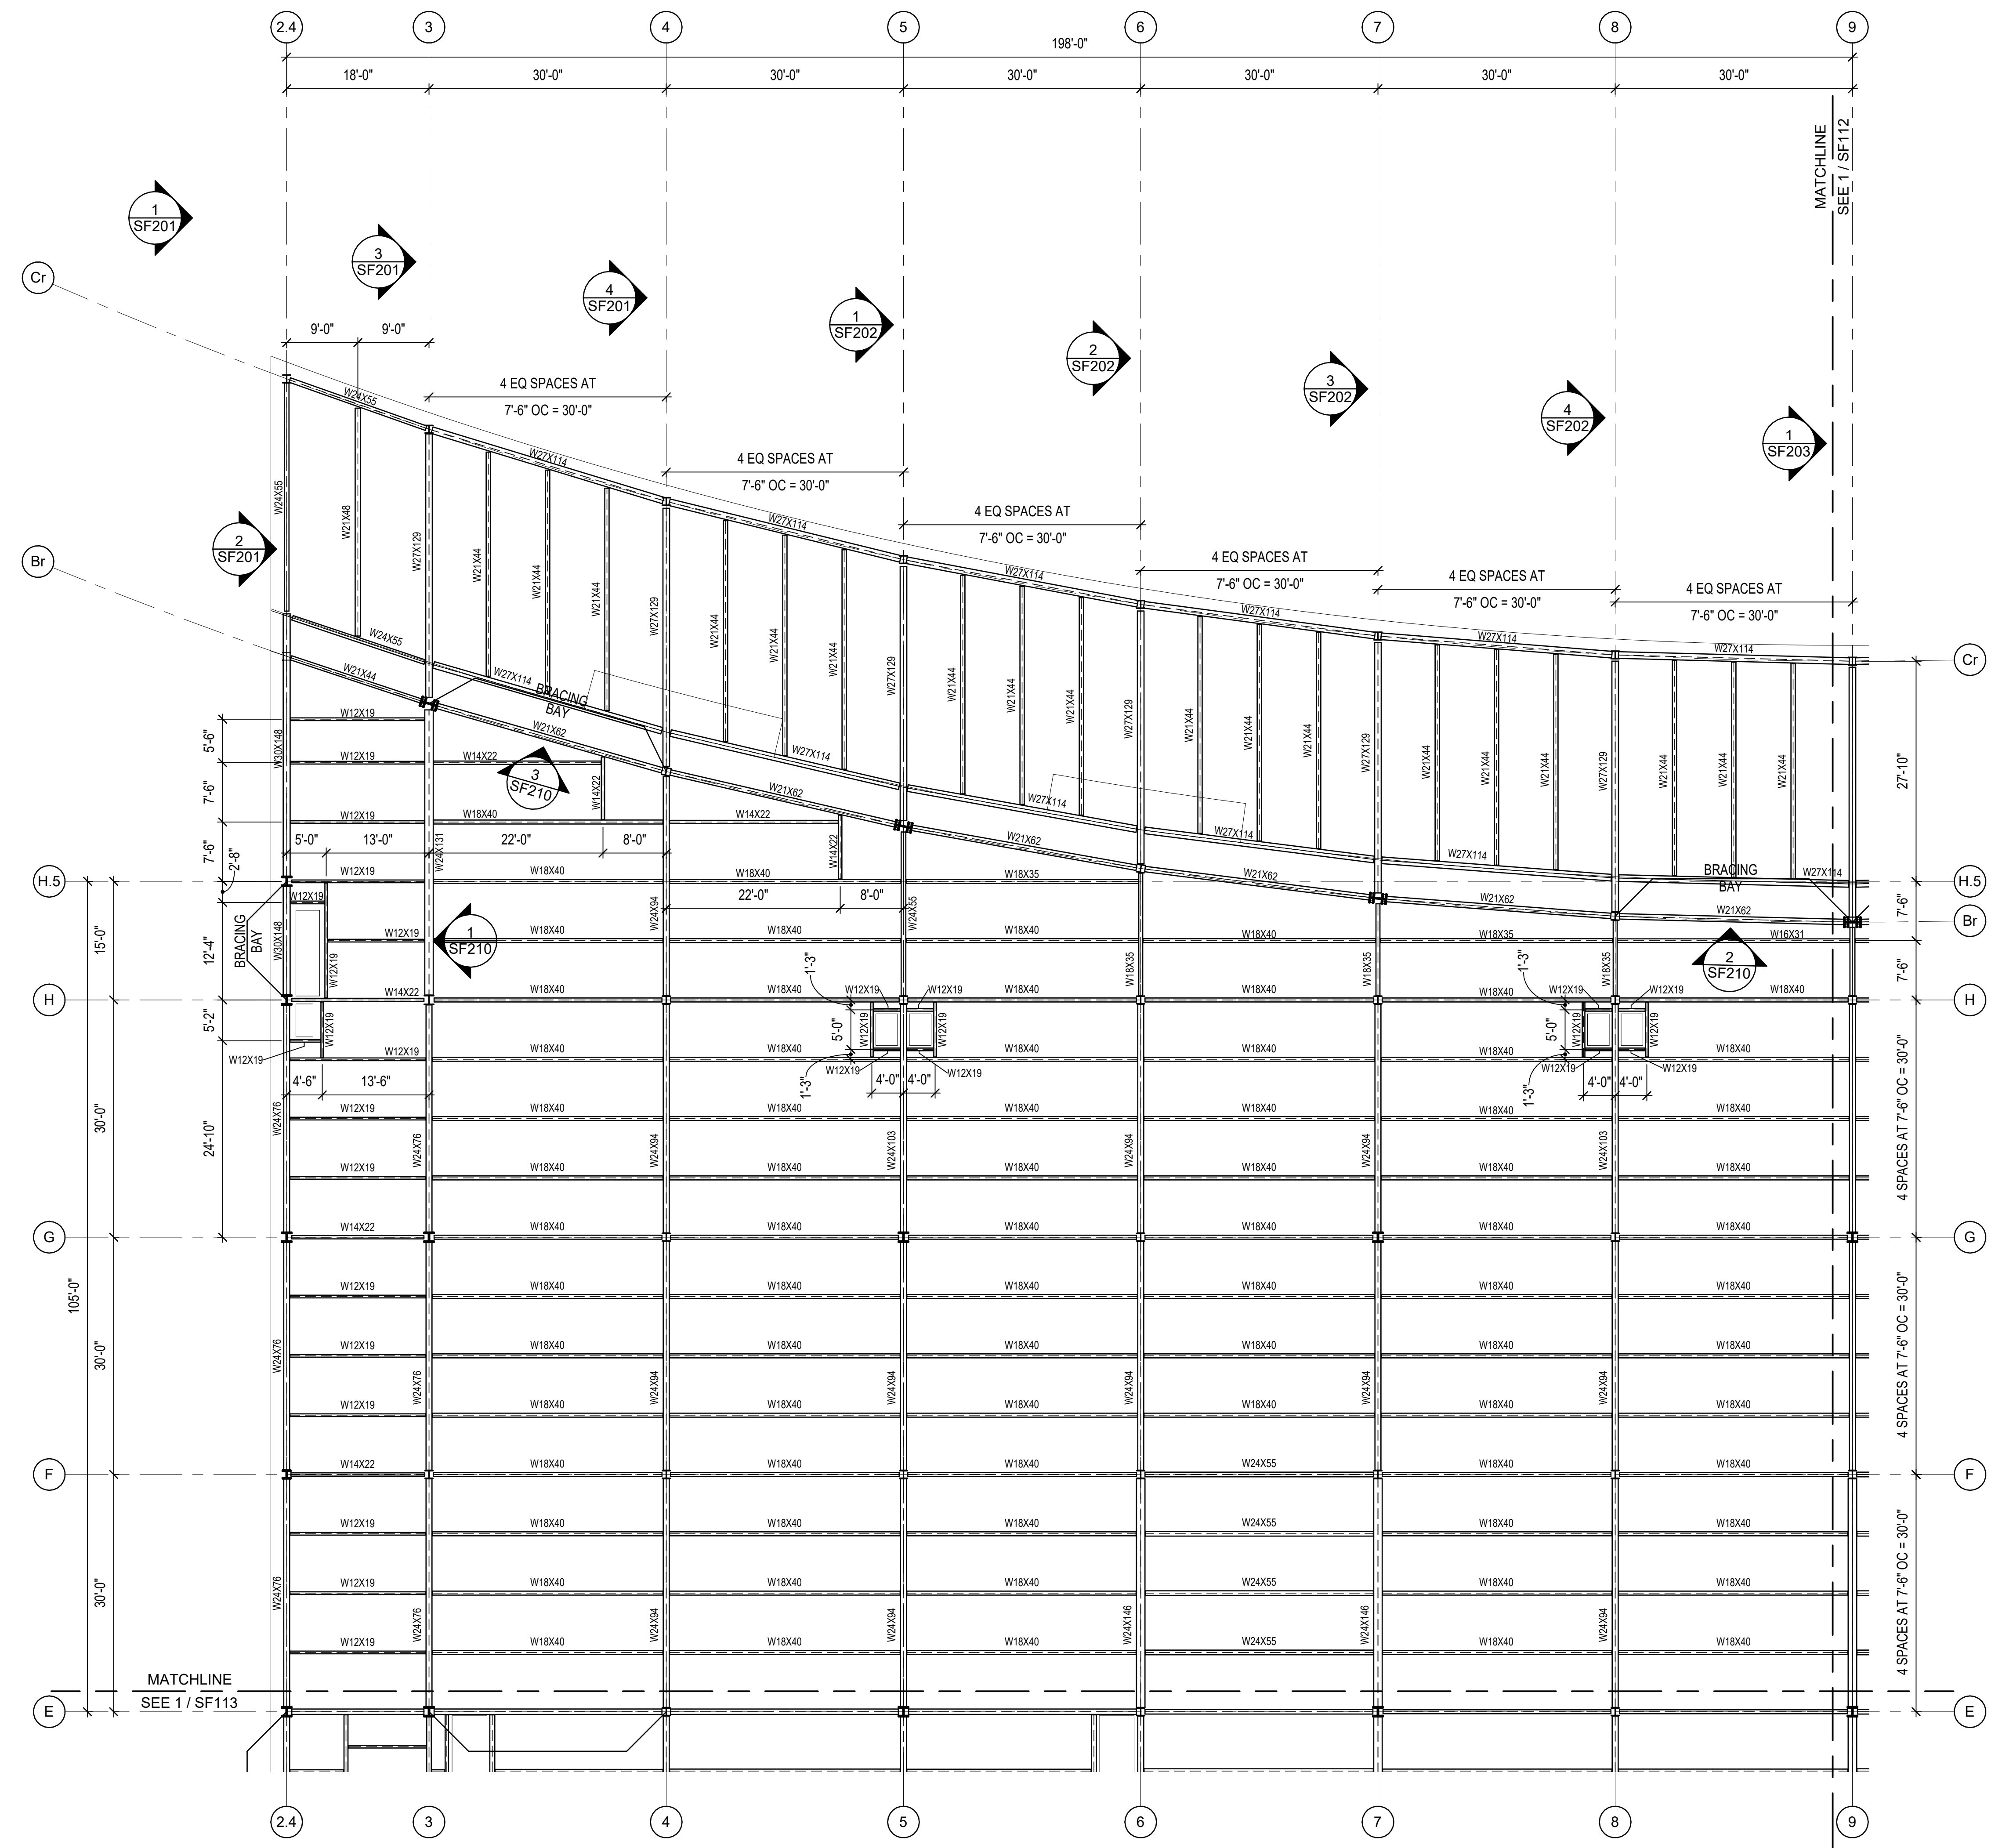 2.4 3 4 5 6 7 8 9
198'-0"
18'-0" 30'-0" 30'-0" 30'-0" 30'-0" 30'-0" 30'-0"
MATCHLINE
SEE 1 / SF112
1
SF201
3
SF201
4
SF201
1
SF202
2
SF202
3
SF202
4
SF202
1
SF203
2
SF201
Cr
Br
9'-0" 9'-0"
4 EQ SPACES AT
7'-6" OC = 30'-0"
4 EQ SPACES AT
7'-6" OC = 30'-0"
4 EQ SPACES AT
7'-6" OC = 30'-0"
4 EQ SPACES AT
7'-6" OC = 30'-0"
4 EQ SPACES AT
7'-6" OC = 30'-0"
4 EQ SPACES AT
7'-6" OC = 30'-0"
W24X55 W27X114 W27X114 W27X114 W27X114 W27X114 W27X114
W24X55 W21X48 W27X129 W21X44 W21X44 W21X44 W27X129 W21X44 W21X44 W21X44 W27X129 W21X44 W21X44 W21X44 W27X129 W21X44 W21X44 W21X44 W27X129 W21X44 W21X44 W21X44 W27X129 W21X44 W21X44 W21X44
Cr
27'-10"
W24X55 W27X114 W27X114 W27X114 W27X114 W27X114 W27X114
BRACING
BAY
BRACING
BAY
W21X44 W21X62 W21X62 W21X62 W21X62 W21X62 W21X62
5'-6"
7'-6"
7'-6"
2'-8"
12'-4"
5'-2"
24'-10"
W30X148
W12X19
W12X19 W14X22
W14X22
3
SF210
W12X19 W18X40 W14X22
W14X22
5'-0" 13'-0" 22'-0" 8'-0"
W24X131
H.5 W12X19 W18X40 W18X40 W18X35 H.5
22'-0" 8'-0"
7'-6"
Br
BRACING
BAY
W30X148
W12X19
W12X19
W12X19
W24X94 W24X55
1
SF210
2
SF210
W18X40 W18X40 W18X40 W18X40 W18X35 W16X31
W18X35 W18X35 W18X35
7'-6"
15'-0"
H W14X22 W18X40 W18X40 W18X40 W18X40 W18X40 W18X40 H
1'-3"
5'-0"
1'-3"
W12X19 W12X19
W12X19 W12X19
W12X19 W12X19
4'-0" 4'-0"
1'-3"
5'-0"
1'-3"
W12X19 W12X19
W12X19 W12X19
W12X19 W12X19
4'-0" 4'-0"
W12X19
W12X19
W12X19 W18X40 W18X40 W18X40 W18X40 W18X40 W18X40
4'-6" 13'-6"
W12X19 W18X40 W18X40 W18X40 W18X40 W18X40 W18X40
W24X76 W24X76 W24X94 W24X103 W24X94 W24X94 W24X103
30'-0"
4 SPACES AT 7'-6" OC = 30'-0"
W12X19 W18X40 W18X40 W18X40 W18X40 W18X40 W18X40
G W14X22 W18X40 W18X40 W18X40 W18X40 W18X40 W18X40 G
105'-0"
W12X19 W18X40 W18X40 W18X40 W18X40 W18X40 W18X40
W12X19 W18X40 W18X40 W18X40 W18X40 W18X40 W18X40
W24X76 W24X76 W24X94 W24X94 W24X94 W24X94 W24X94
30'-0"
4 SPACES AT 7'-6" OC = 30'-0"
W12X19 W18X40 W18X40 W18X40 W18X40 W18X40 W18X40
F W14X22 W18X40 W18X40 W18X40 W24X55 W18X40 W18X40 F
W12X19 W18X40 W18X40 W18X40 W24X55 W18X40 W18X40
W12X19 W18X40 W18X40 W18X40 W24X55 W18X40 W18X40
W24X76 W24X76 W24X94 W24X94 W24X146 W24X146 W24X94
30'-0"
4 SPACES AT 7'-6" OC = 30'-0"
W12X19 W18X40 W18X40 W18X40 W24X55 W18X40 W18X40
MATCHLINE
SEE 1 / SF113
E E
2.4 3 4 5 6 7 8 9